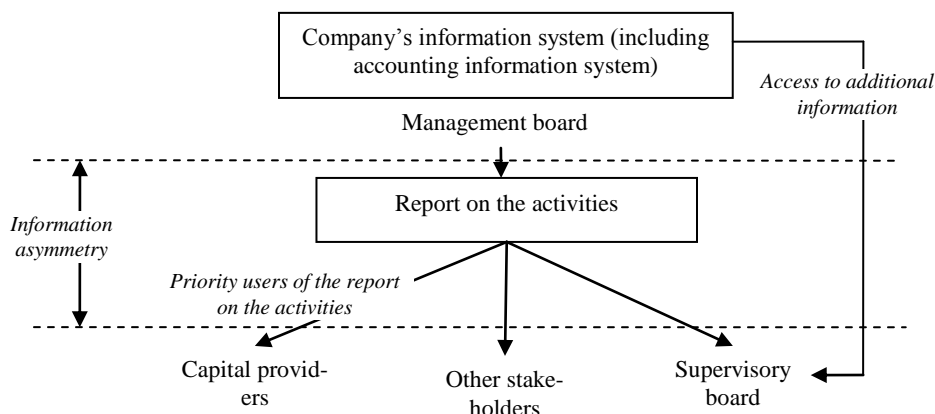 Company’s information system (including
accounting information system)
Access to additional
information
Management board
Report on the activities
Information
asymmetry
Priority users of the report
on the activities
Capital provid-
ers
Other stake-
holders
Supervisory
board